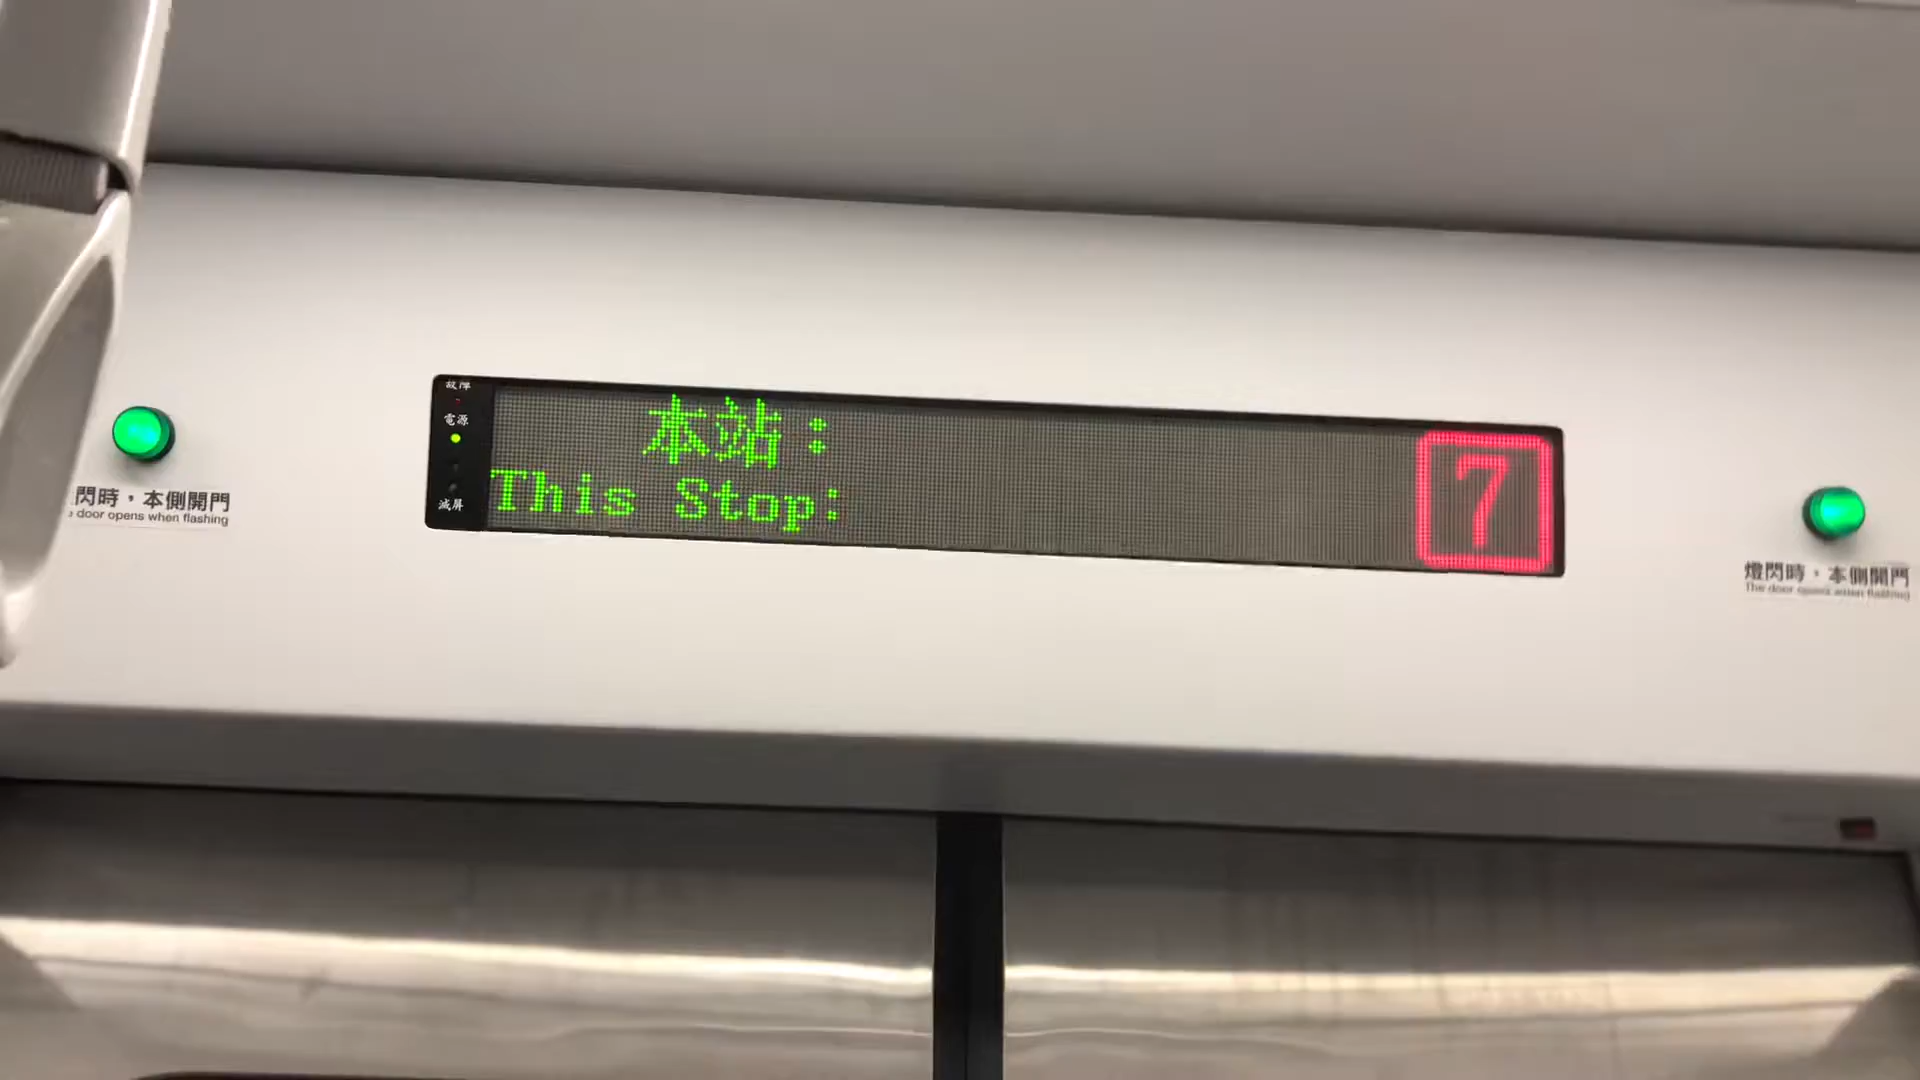 故障
電源
滅屏
本站：
This Stop:
7
閃時，本側開門
door opens when flashing
燈閃時，本側開門
The door opens when flashing